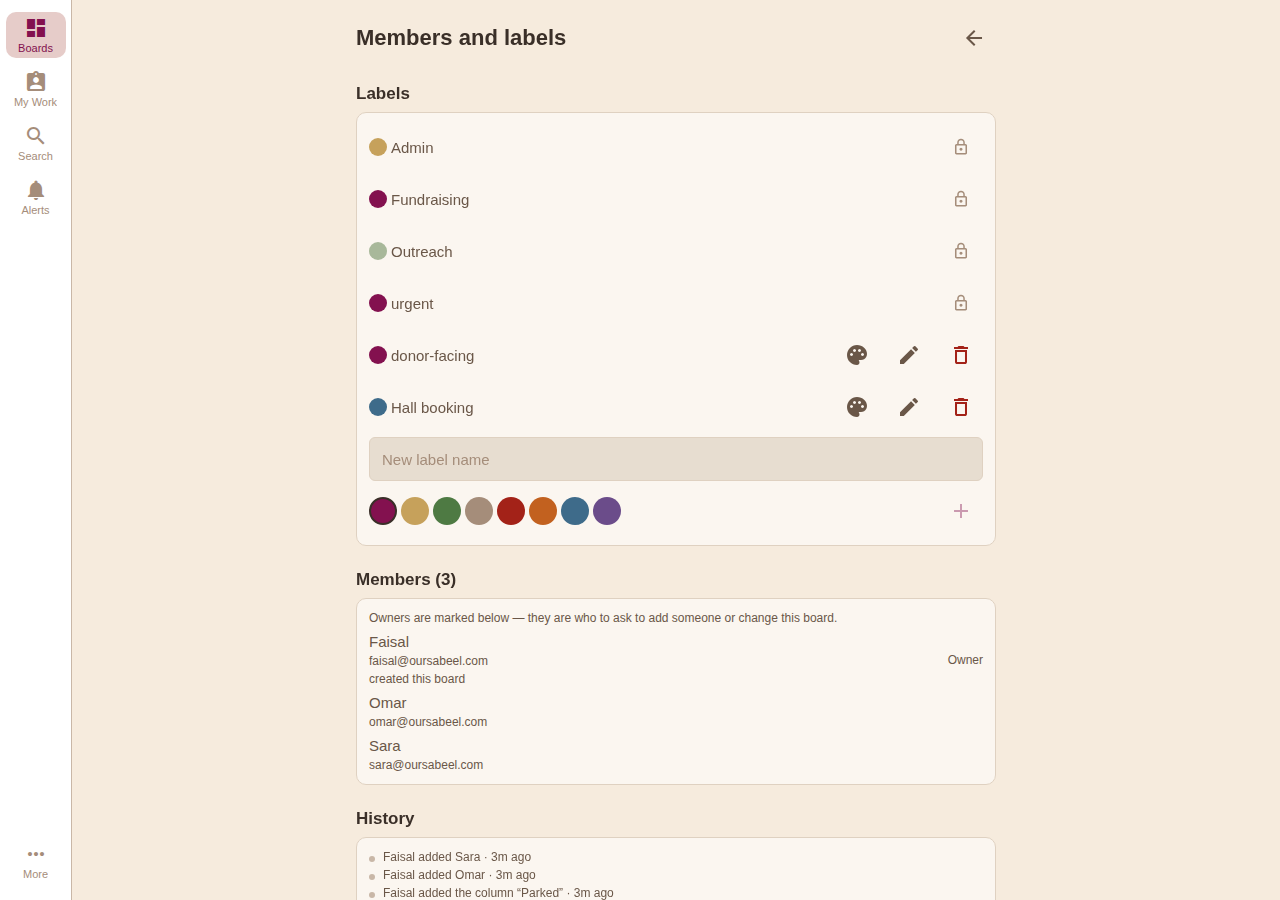 Boards
My Work
Search
Alerts
More
Members and labels
Labels
Admin
Fundraising
Outreach
urgent
donor-facing
Hall booking
New label name
Members (3)
Owners are marked below — they are who to ask to add someone or change this board.
Faisal
faisal@oursabeel.com
created this board
Owner
Omar
omar@oursabeel.com
Sara
sara@oursabeel.com
History
Faisal added Sara · 3m ago
Faisal added Omar · 3m ago
Faisal added the column “Parked” · 3m ago